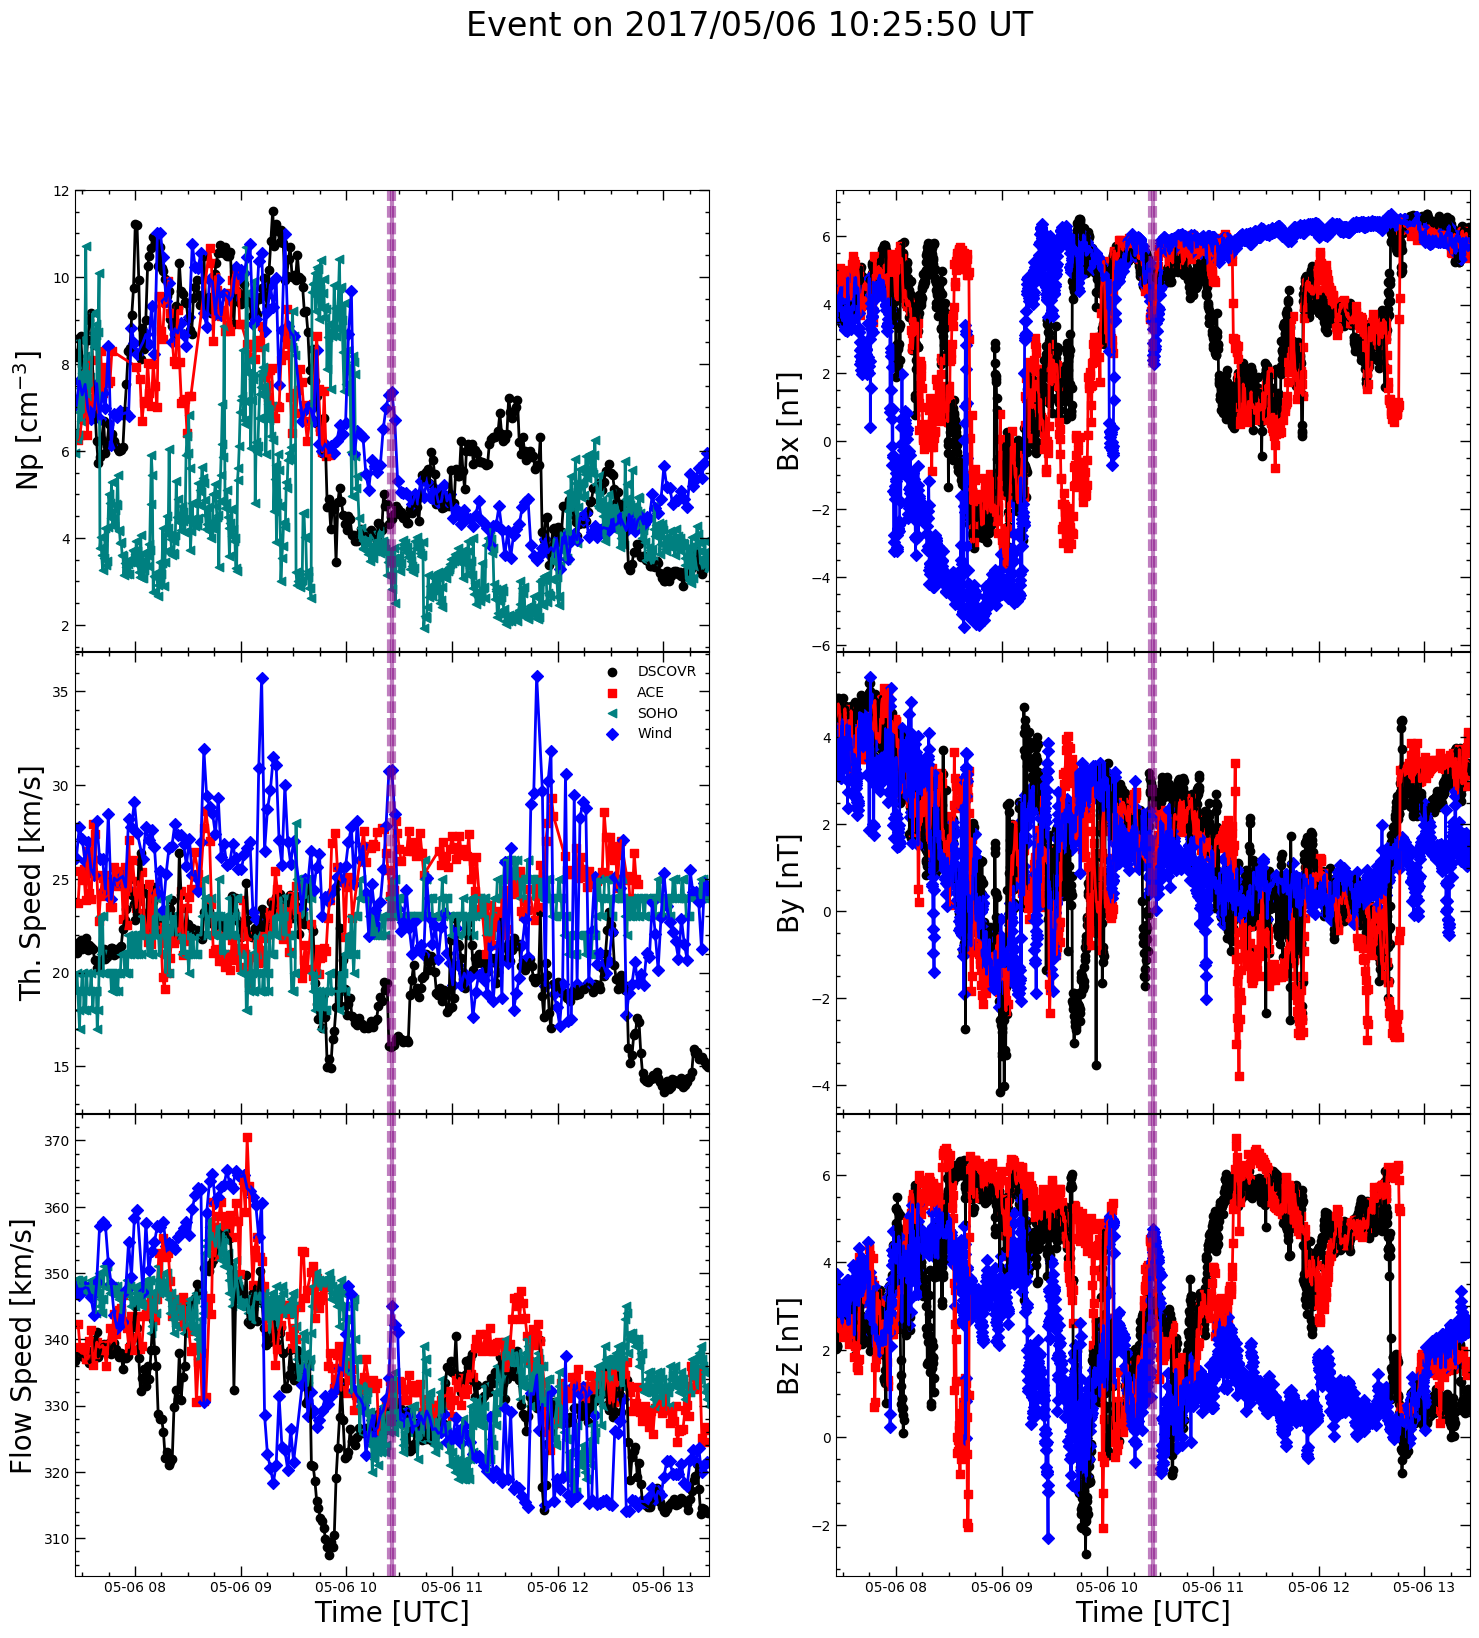 Event on 2017/05/06 10:25:50 UT
12
10
8
6
4
2
Np [cm⁻³]
6
4
2
0
−2
−4
−6
Bx [nT]
35
30
25
20
15
Th. Speed [km/s]
DSCOVR
ACE
SOHO
Wind
4
2
0
−2
−4
By [nT]
370
360
350
340
330
320
310
Flow Speed [km/s]
05-06 08 05-06 09 05-06 10 05-06 11 05-06 12 05-06 13
Time [UTC]
6
4
2
0
−2
Bz [nT]
05-06 08 05-06 09 05-06 10 05-06 11 05-06 12 05-06 13
Time [UTC]